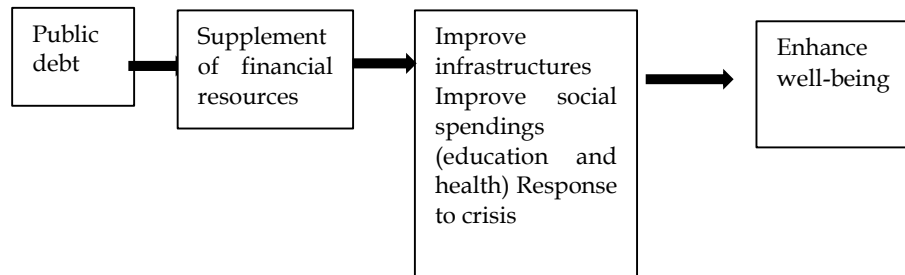 Public
debt
Supplement
of financial
resources
Improve
infrastructures
Improve social
spendings
(education and
health) Response
to crisis
Enhance
well-being